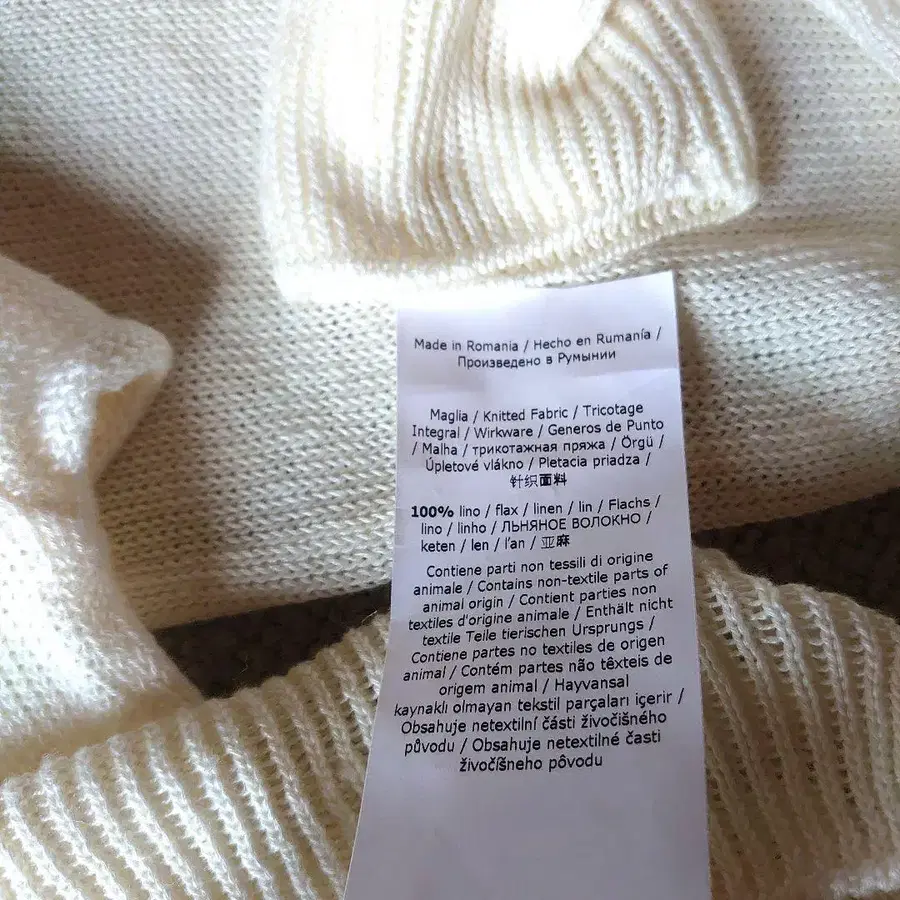 Made in Romania / Hecho en Rumanía /
Произведено в Румынии
Maglia / Knitted Fabric / Tricotage
Integral / Wirkware / Generos de Punto
/ Malha / трикотажная пряжа / Örgü /
Úpletové vlákno / Pletacia priadza /
针织面料
100% lino / flax / linen / lin / Flachs /
lino / linho / ЛЬНЯНОЕ ВОЛОКНО /
keten / len / l'an / 亚麻
Contiene parti non tessili di origine
animale / Contains non-textile parts of
animal origin / Contient parties non
textiles d'origine animale / Enthält nicht
textile Teile tierischen Ursprungs /
Contiene partes no textiles de origen
animal / Contém partes não têxteis de
origem animal / Hayvansal
kaynaklı olmayan tekstil parçaları içerir /
Obsahuje netextilní části živočišného
původu / Obsahuje netextilné časti
živočíšneho pôvodu